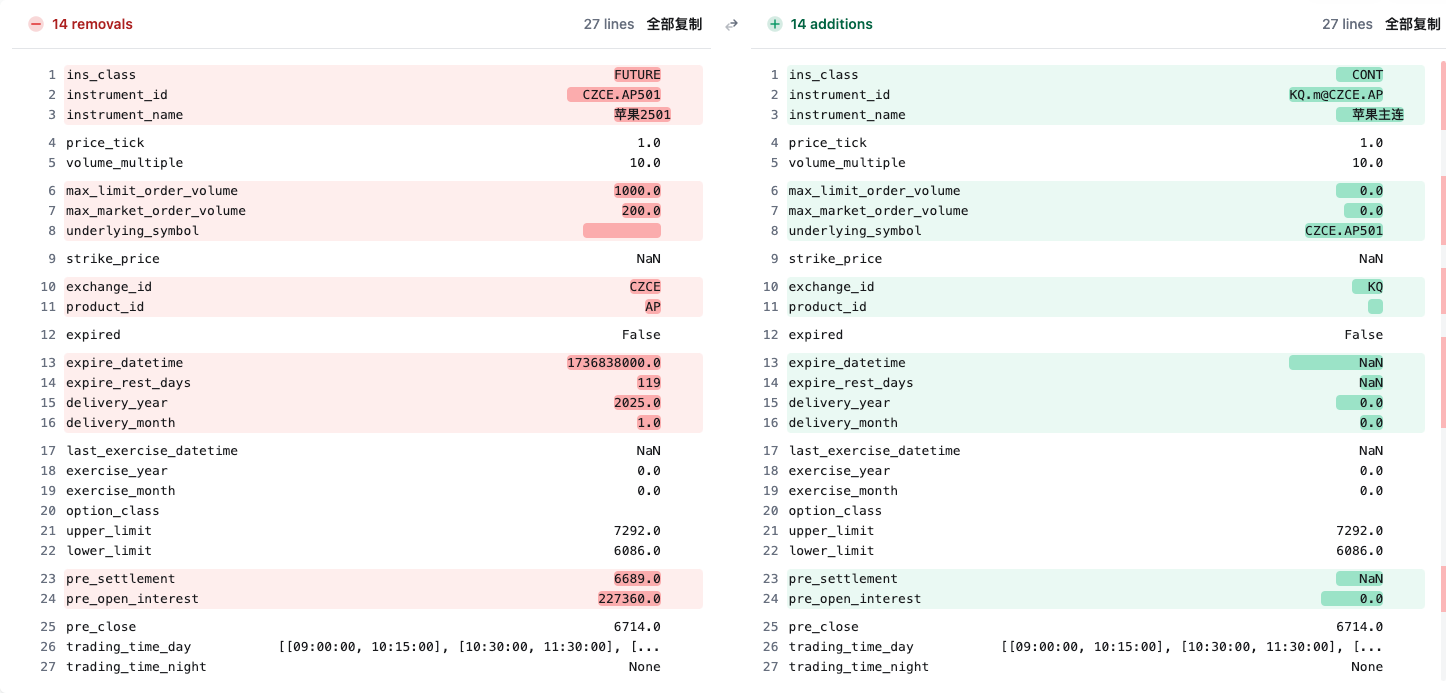 14 removals 27 lines 全部复制
1 ins_class FUTURE
2 instrument_id CZCE.AP501
3 instrument_name 苹果2501
4 price_tick 1.0
5 volume_multiple 10.0
6 max_limit_order_volume 1000.0
7 max_market_order_volume 200.0
8 underlying_symbol
9 strike_price NaN
10 exchange_id CZCE
11 product_id AP
12 expired False
13 expire_datetime 1736838000.0
14 expire_rest_days 119
15 delivery_year 2025.0
16 delivery_month 1.0
17 last_exercise_datetime NaN
18 exercise_year 0.0
19 exercise_month 0.0
20 option_class
21 upper_limit 7292.0
22 lower_limit 6086.0
23 pre_settlement 6689.0
24 pre_open_interest 227360.0
25 pre_close 6714.0
26 trading_time_day [[09:00:00, 10:15:00], [10:30:00, 11:30:00], [...
27 trading_time_night None
14 additions 27 lines 全部复制
1 ins_class CONT
2 instrument_id KQ.m@CZCE.AP
3 instrument_name 苹果主连
4 price_tick 1.0
5 volume_multiple 10.0
6 max_limit_order_volume 0.0
7 max_market_order_volume 0.0
8 underlying_symbol CZCE.AP501
9 strike_price NaN
10 exchange_id KQ
11 product_id
12 expired False
13 expire_datetime NaN
14 expire_rest_days NaN
15 delivery_year 0.0
16 delivery_month 0.0
17 last_exercise_datetime NaN
18 exercise_year 0.0
19 exercise_month 0.0
20 option_class
21 upper_limit 7292.0
22 lower_limit 6086.0
23 pre_settlement NaN
24 pre_open_interest 0.0
25 pre_close 6714.0
26 trading_time_day [[09:00:00, 10:15:00], [10:30:00, 11:30:00], [...
27 trading_time_night None